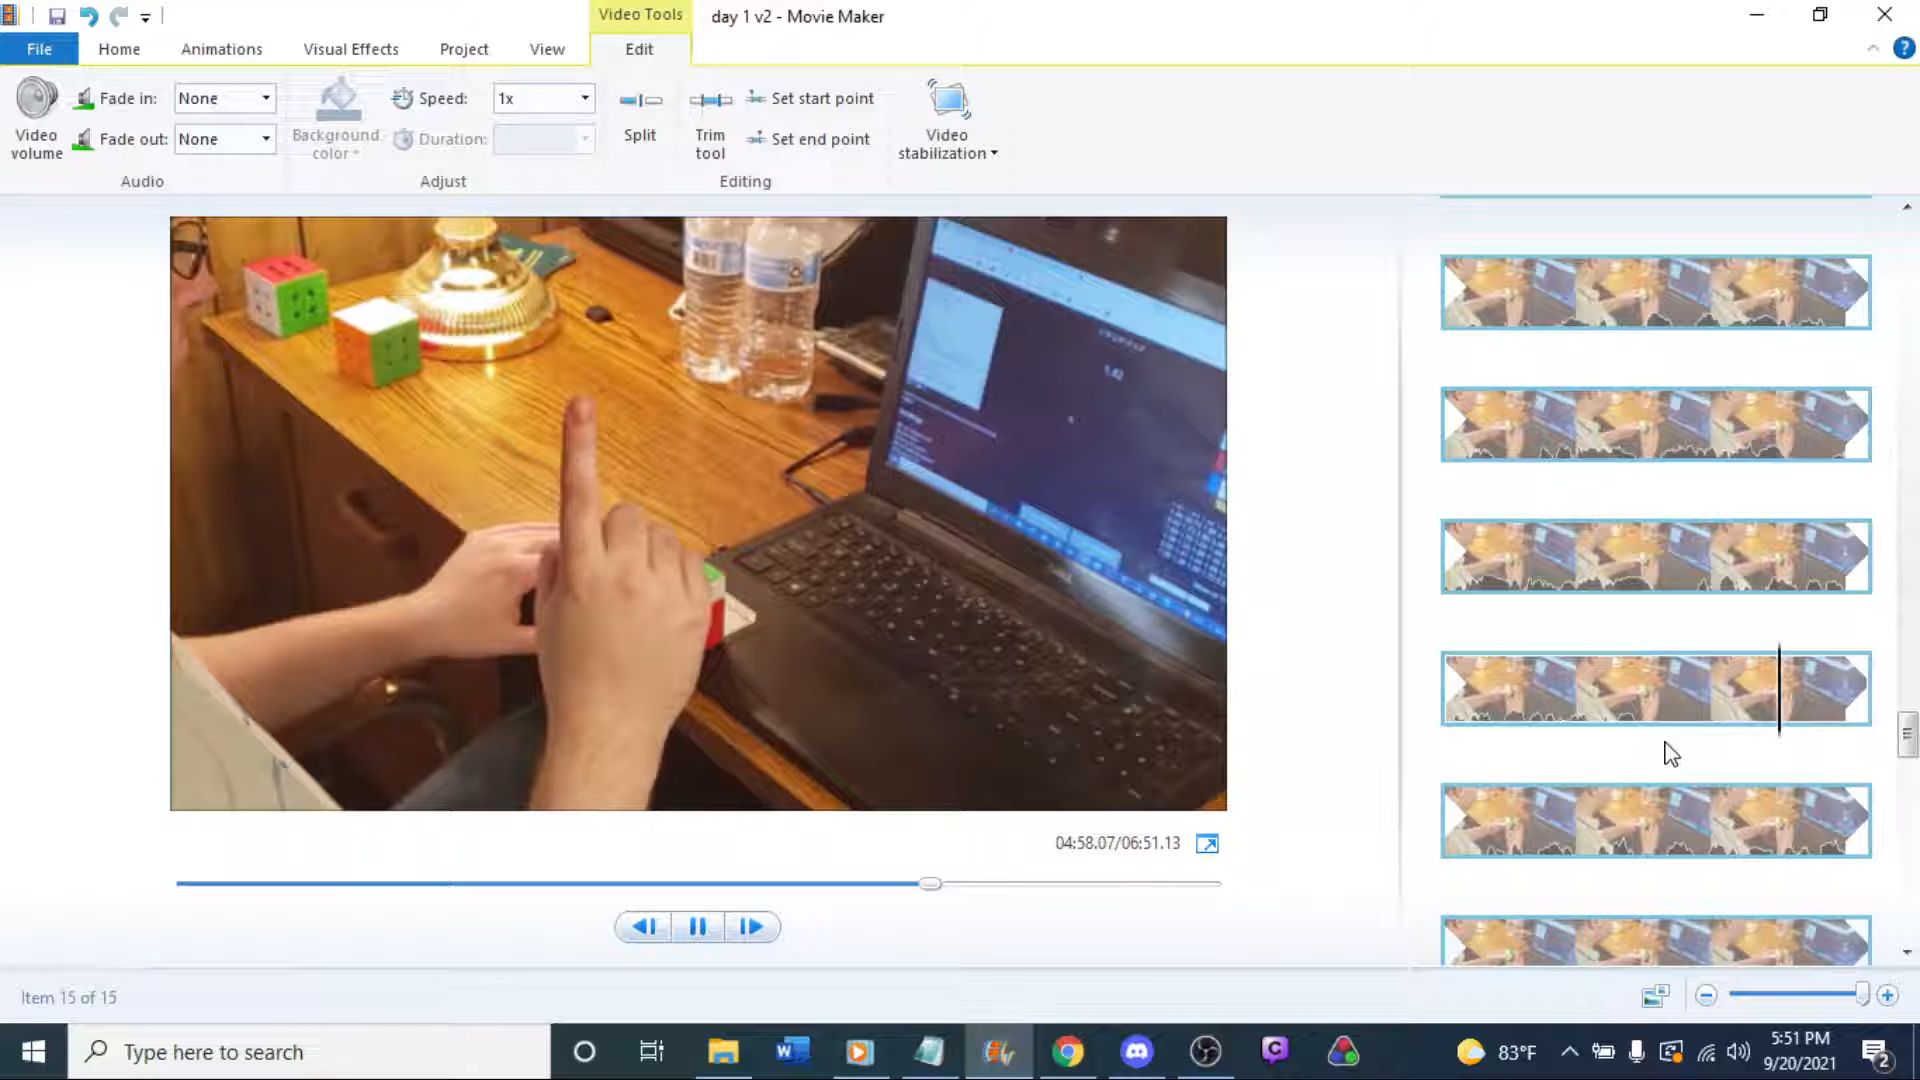 Video Tools
day 1 v2 - Movie Maker
File
Home
Animations
Visual Effects
Project
View
Edit
Video
volume
Fade in:
None
Fade out:
None
Audio
Background
color
Speed:
1x
Duration:
Adjust
Split
Trim
tool
Set start point
Set end point
Editing
Video
stabilization
04:58.07/06:51.13
Item 15 of 15
Type here to search
83°F
5:51 PM
9/20/2021
2